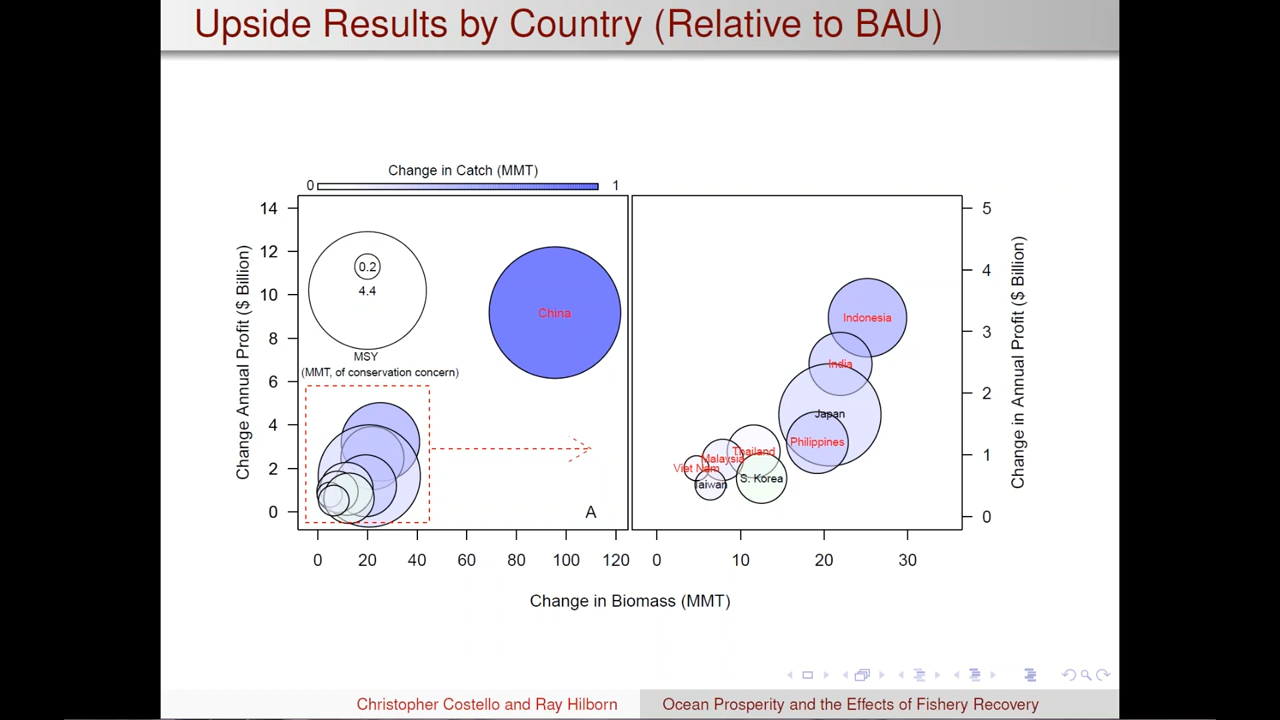 Upside Results by Country (Relative to BAU)
Change in Catch (MMT)
0 1
14
12
10
8
6
4
2
0
Change Annual Profit ($ Billion)
0.2
4.4
MSY
(MMT, of conservation concern)
China
A
0 20 40 60 80 100 120
Indonesia
India
Japan
Philippines
Thailand
Malaysia
Viet Nam
Taiwan
S. Korea
0 10 20 30
5
4
3
2
1
0
Change in Annual Profit ($ Billion)
Change in Biomass (MMT)
Christopher Costello and Ray Hilborn
Ocean Prosperity and the Effects of Fishery Recovery